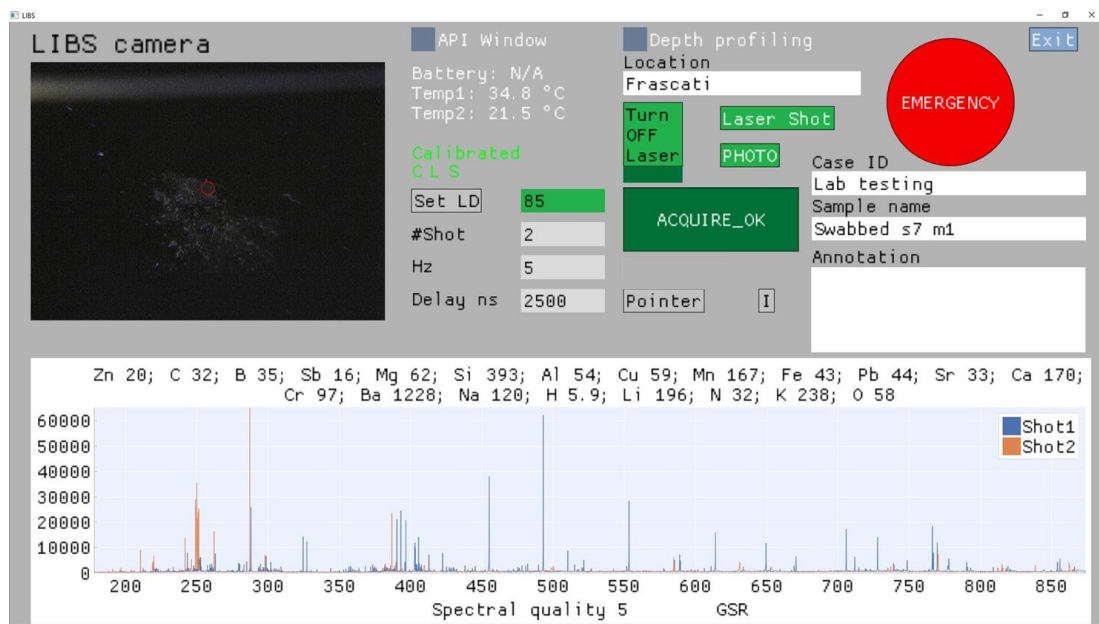 LIBS
LIBS camera
API Window
Battery: N/A
Temp1: 34.8 °C
Temp2: 21.5 °C
Calibrated
C L S
Set LD 85
#Shot 2
Hz 5
Delay ns 2500
Depth profiling
Location
Frascati
Turn
OFF
Laser
Laser Shot
PHOTO
ACQUIRE_OK
Pointer I
Exit
EMERGENCY
Case ID
Lab testing
Sample name
Swabbed s7 m1
Annotation
Zn 20; C 32; B 35; Sb 16; Mg 62; Si 393; Al 54; Cu 59; Mn 167; Fe 43; Pb 44; Sr 33; Ca 170;
Cr 97; Ba 1228; Na 120; H 5.9; Li 196; N 32; K 238; O 58
60000
50000
40000
30000
20000
10000
0
Shot1
Shot2
200 250 300 350 400 450 500 550 600 650 700 750 800 850
Spectral quality 5 GSR